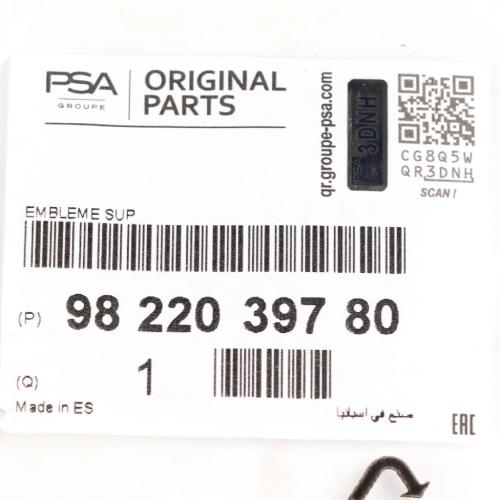 PSA
GROUPE
ORIGINAL
PARTS
qr.groupe-psa.com
PSA 3DNH
CG8Q5W
QR3DNH
SCAN !
EMBLEME SUP
(P) 98 220 397 80
(Q) 1
Made in ES
صنع في اسبانيا
EAC